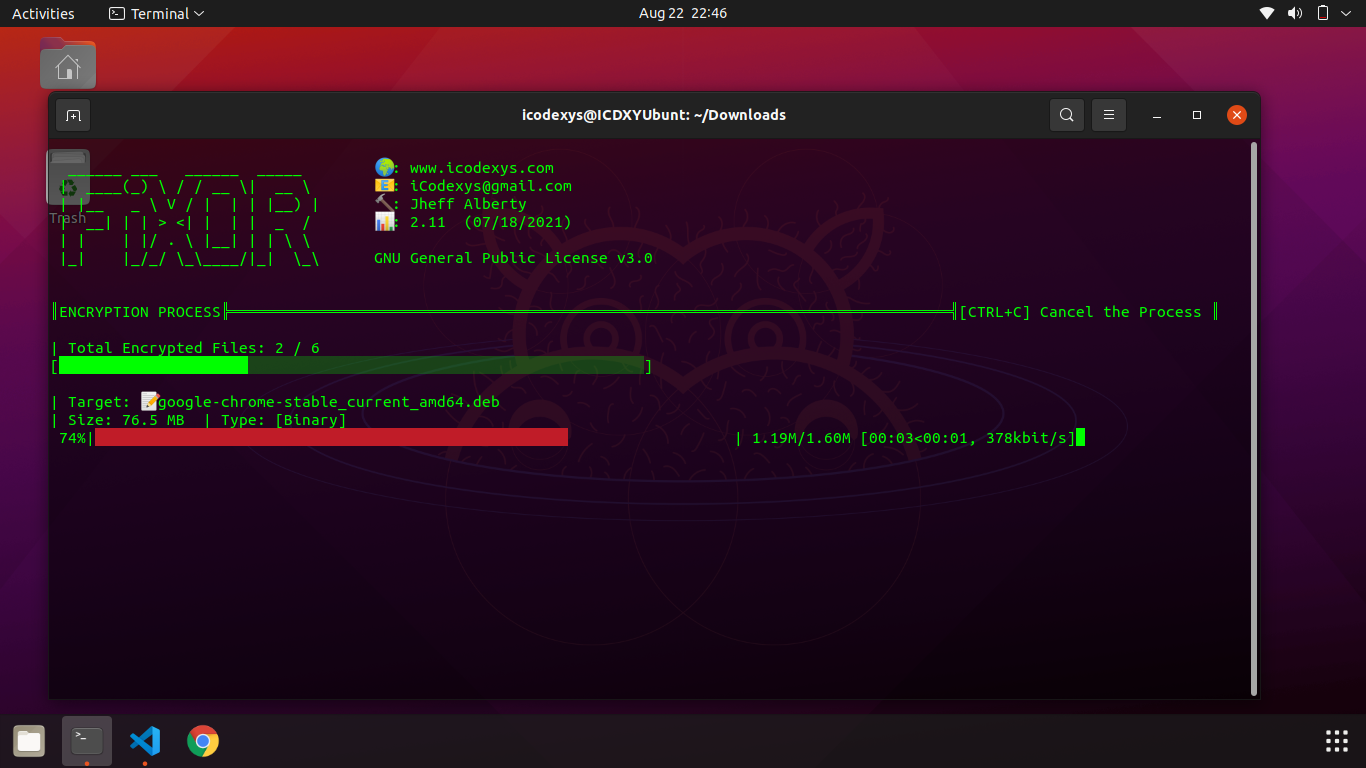 Activities
Terminal
Aug 22 22:46
icodexys@ICDXYUbunt: ~/Downloads
Trash
FIXOR
: www.icodexys.com
: iCodexys@gmail.com
: Jheff Alberty
: 2.11 (07/18/2021)
GNU General Public License v3.0
║ENCRYPTION PROCESS╠═══════════════════════════════════════════════════════════════════════════════╣[CTRL+C] Cancel the Process ║
| Total Encrypted Files: 2 / 6
[ ]
| Target: 📝google-chrome-stable_current_amd64.deb
| Size: 76.5 MB | Type: [Binary]
74%| | 1.19M/1.60M [00:03<00:01, 378kbit/s]